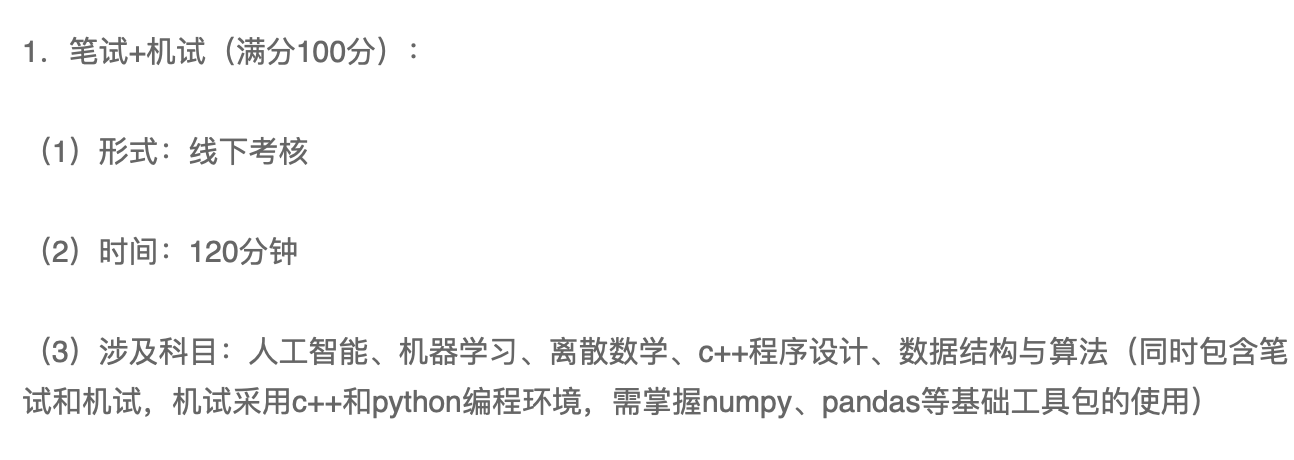 1. 笔试+机试（满分100分）:
（1）形式：线下考核
（2）时间：120分钟
（3）涉及科目：人工智能、机器学习、离散数学、c++程序设计、数据结构与算法（同时包含笔
试和机试，机试采用c++和python编程环境，需掌握numpy、pandas等基础工具包的使用）